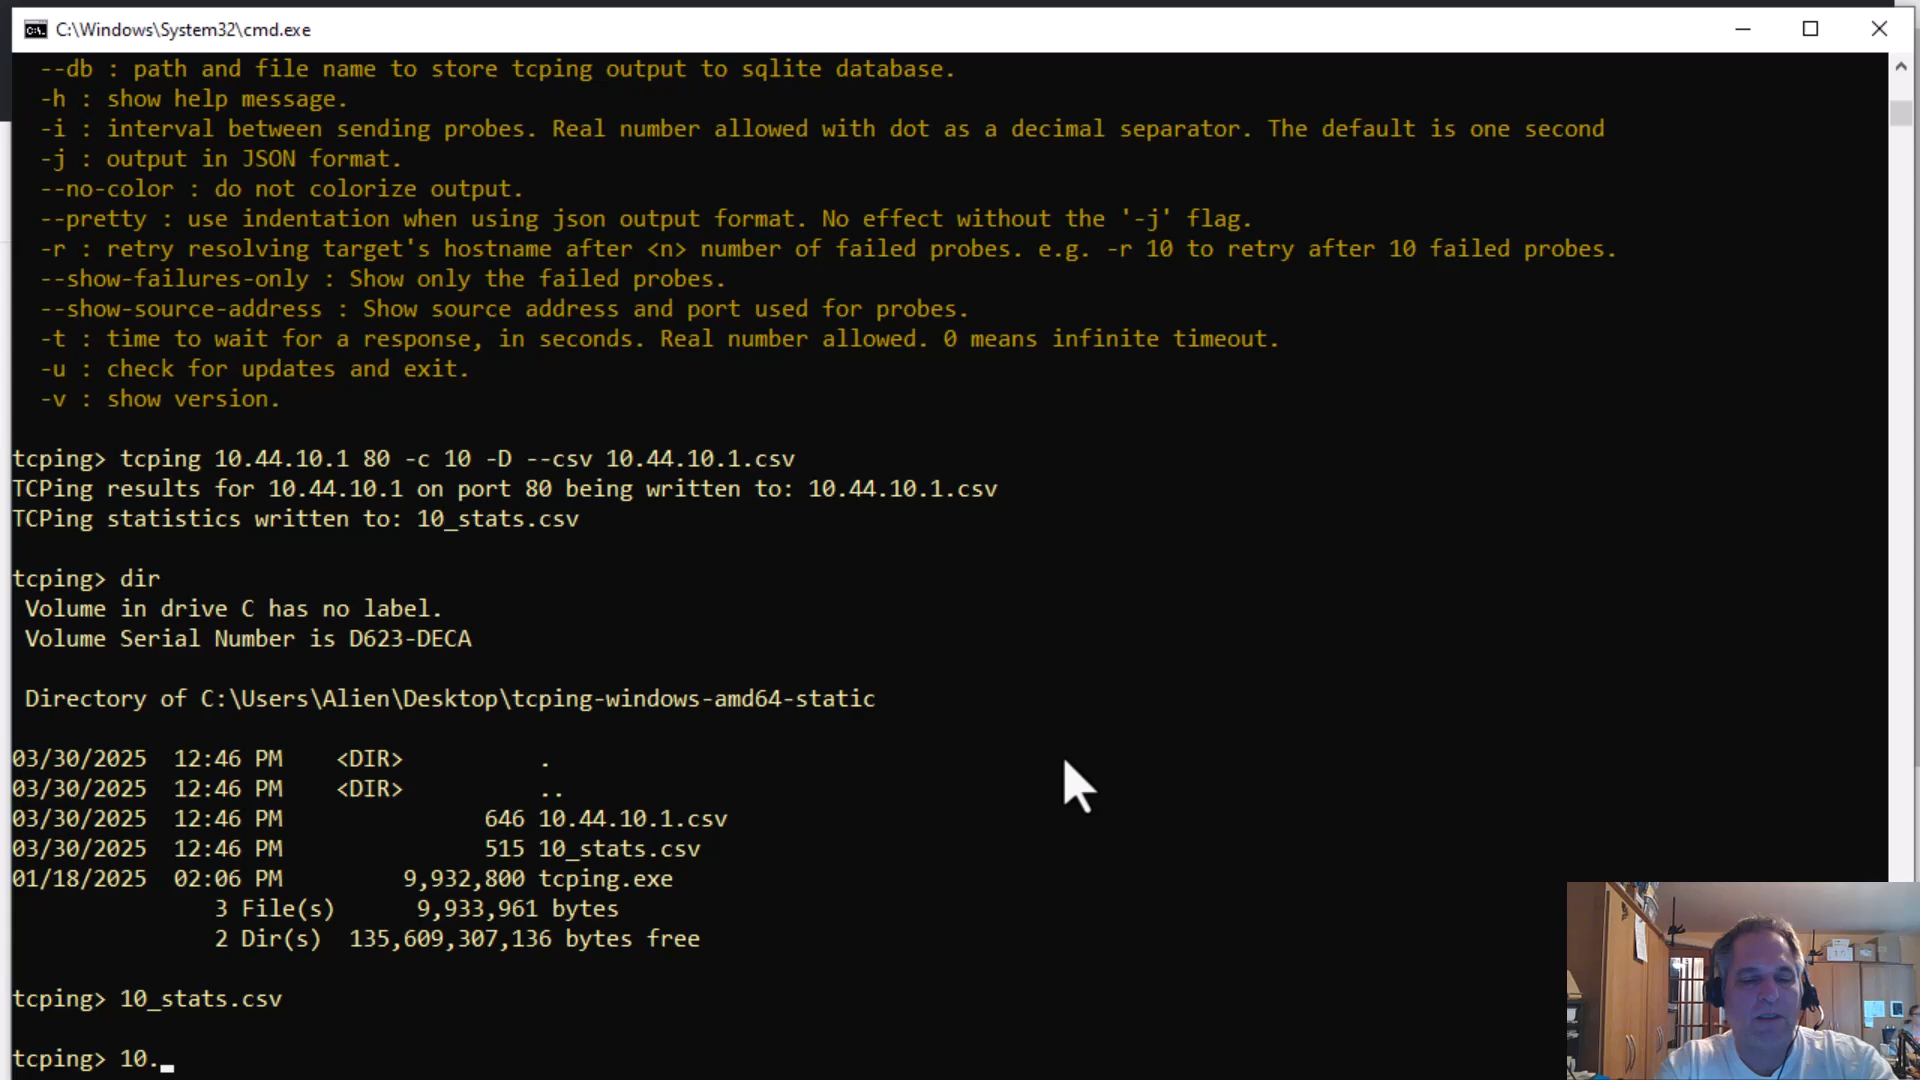 C:\Windows\System32\cmd.exe
--db : path and file name to store tcping output to sqlite database.
-h : show help message.
-i : interval between sending probes. Real number allowed with dot as a decimal separator. The default is one second
-j : output in JSON format.
--no-color : do not colorize output.
--pretty : use indentation when using json output format. No effect without the '-j' flag.
-r : retry resolving target's hostname after <n> number of failed probes. e.g. -r 10 to retry after 10 failed probes.
--show-failures-only : Show only the failed probes.
--show-source-address : Show source address and port used for probes.
-t : time to wait for a response, in seconds. Real number allowed. 0 means infinite timeout.
-u : check for updates and exit.
-v : show version.
tcping> tcping 10.44.10.1 80 -c 10 -D --csv 10.44.10.1.csv
TCPing results for 10.44.10.1 on port 80 being written to: 10.44.10.1.csv
TCPing statistics written to: 10_stats.csv
tcping> dir
Volume in drive C has no label.
Volume Serial Number is D623-DECA
Directory of C:\Users\Alien\Desktop\tcping-windows-amd64-static
03/30/2025  12:46 PM    <DIR>          .
03/30/2025  12:46 PM    <DIR>          ..
03/30/2025  12:46 PM               646 10.44.10.1.csv
03/30/2025  12:46 PM               515 10_stats.csv
01/18/2025  02:06 PM         9,932,800 tcping.exe
3 File(s)      9,933,961 bytes
2 Dir(s)  135,609,307,136 bytes free
tcping> 10_stats.csv
tcping> 10._